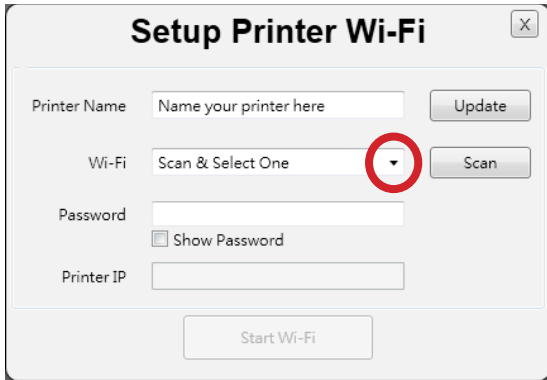 Setup Printer Wi-Fi X
Printer Name Name your printer here Update
Wi-Fi Scan & Select One Scan
Password
Show Password
Printer IP
Start Wi-Fi